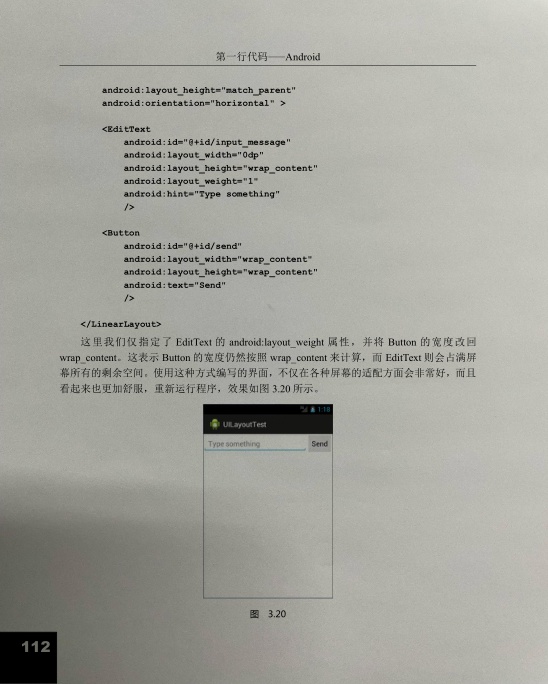 第一行代码——Android
android:layout_height="match_parent"
android:orientation="horizontal" >
<EditText
android:id="@+id/input_message"
android:layout_width="0dp"
android:layout_height="wrap_content"
android:layout_weight="1"
android:hint="Type something"
/>
<Button
android:id="@+id/send"
android:layout_width="wrap_content"
android:layout_height="wrap_content"
android:text="Send"
/>
</LinearLayout>
这里我们仅指定了 EditText 的 android:layout_weight 属性，并将 Button 的宽度改回
wrap_content。这表示 Button 的宽度仍然按照 wrap_content 来计算，而 EditText 则会占满屏
幕所有的剩余空间。使用这种方式编写的界面，不仅在各种屏幕的适配方面会非常好，而且
看起来也更加舒服，重新运行程序，效果如图 3.20 所示。
1:18
UILayoutTest
Type something
Send
图 3.20
112